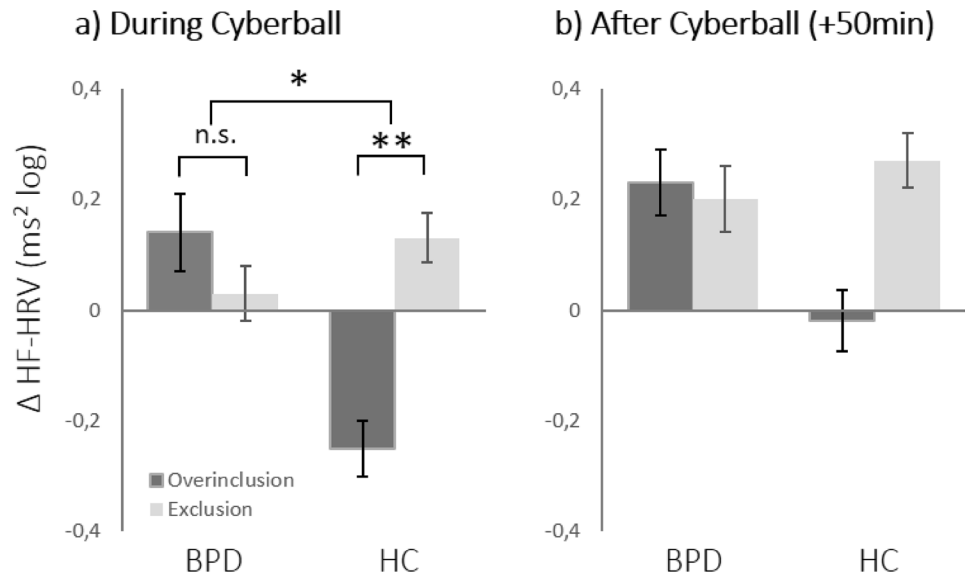 a) During Cyberball
b) After Cyberball (+50min)
Δ HF-HRV (ms² log)
0,4
0,2
0
-0,2
-0,4
*
n.s.
**
Overinclusion
Exclusion
BPD
HC
0,4
0,2
0
-0,2
-0,4
BPD
HC